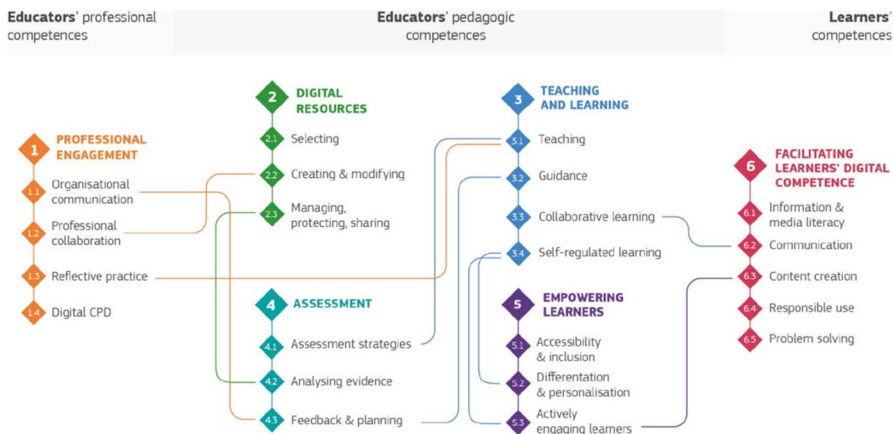 Educators' professional
competences
Educators' pedagogic
competences
Learners'
competences
1
PROFESSIONAL
ENGAGEMENT
1.1
Organisational
communication
1.2
Professional
collaboration
1.3
Reflective practice
1.4
Digital CPD
2
DIGITAL
RESOURCES
2.1
Selecting
2.2
Creating & modifying
2.3
Managing,
protecting, sharing
3
TEACHING
AND LEARNING
3.1
Teaching
3.2
Guidance
3.3
Collaborative learning
3.4
Self-regulated learning
4
ASSESSMENT
4.1
Assessment strategies
4.2
Analysing evidence
4.3
Feedback & planning
5
EMPOWERING
LEARNERS
5.1
Accessibility
& inclusion
5.2
Differentation
& personalisation
5.3
Actively
engaging learners
6
FACILITATING
LEARNERS' DIGITAL
COMPETENCE
6.1
Information &
media literacy
6.2
Communication
6.3
Content creation
6.4
Responsible use
6.5
Problem solving